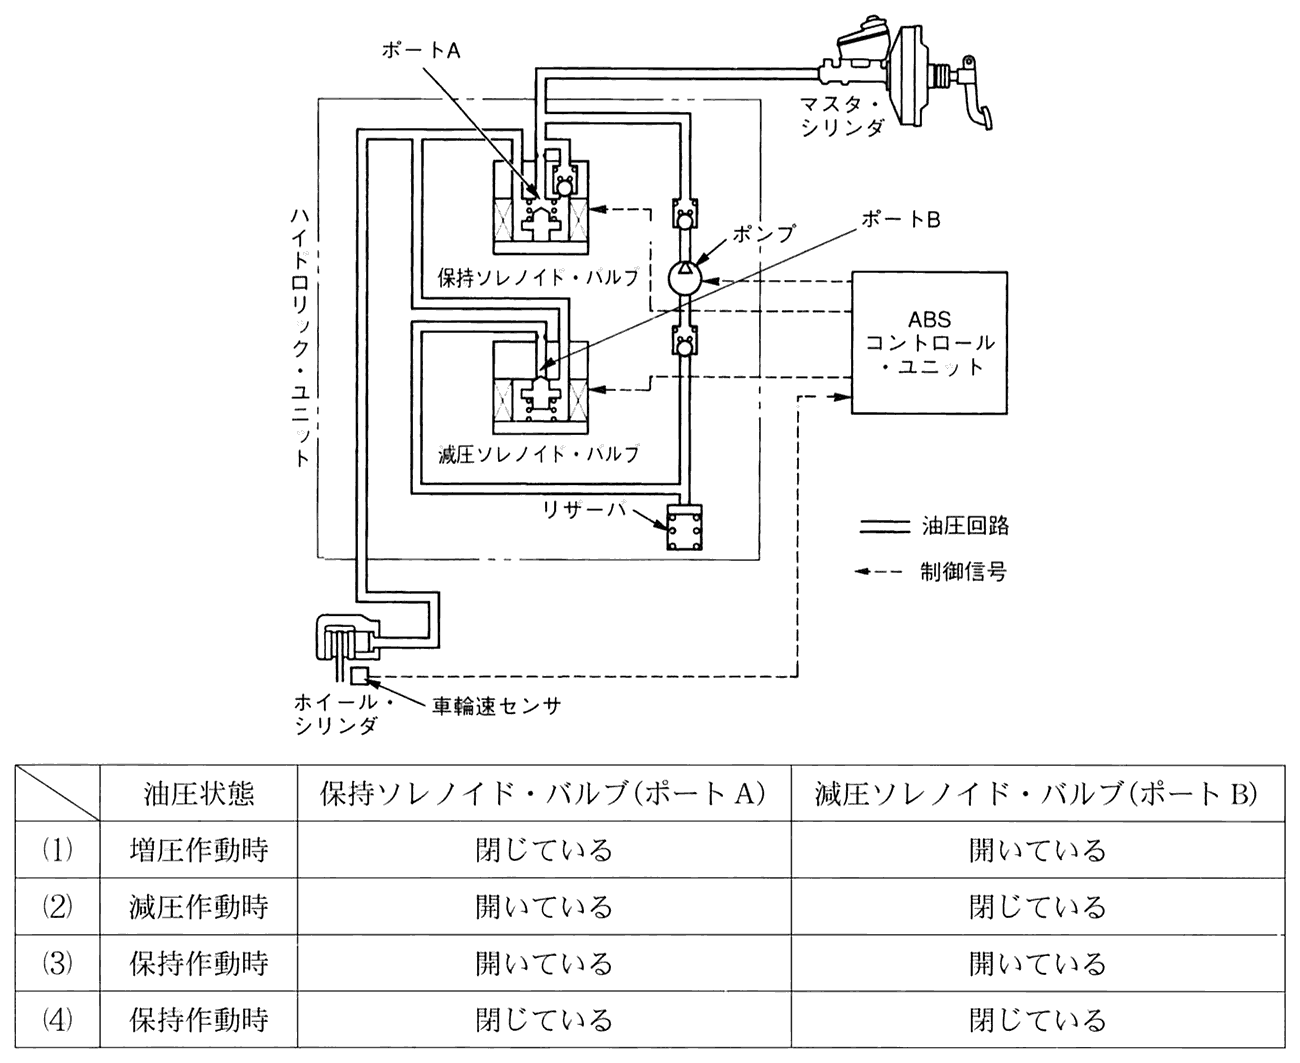 ポートA
マスタ・
シリンダ
ハイドロリック・ユニット
ポートB
ポンプ
保持ソレノイド・バルブ
ABS
コントロール
・ユニット
減圧ソレノイド・バルブ
リザーバ
油圧回路
制御信号
ホイール・
シリンダ
車輪速センサ
油圧状態 保持ソレノイド・バルブ(ポート A) 減圧ソレノイド・バルブ(ポート B)
(1) 増圧作動時 閉じている 開いている
(2) 減圧作動時 開いている 閉じている
(3) 保持作動時 開いている 開いている
(4) 保持作動時 閉じている 閉じている